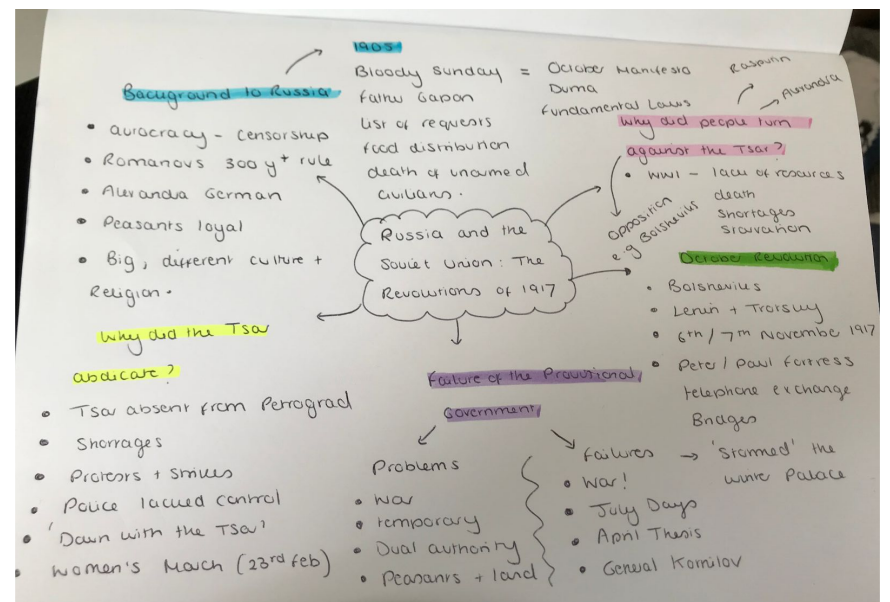 1905
Bloody Sunday = October Manifesto
Father Gapon
Duma
Fundamental Laws
List of requests
food distribution
death of unarmed
civilians.
Background to Russia
• autocracy - censorship
• Romanovs 300 y+ rule
• Alexandra German
• Peasants loyal
• Big, different culture +
Religion.
Rasputin
Alexandra
Why did people turn
against the Tsar?
• WW1 - lack of resources
death
shortages
starvation
opposition
e.g Bolsheviks
Russia and the
Soviet Union: The
Revolutions of 1917
October Revolution
• Bolsheviks
• Lenin + Trotsky
• 6th / 7th November 1917
• Peter / Paul fortress
telephone exchange
Bridges
→ 'stormed' the
winter Palace
Why did the Tsar
abdicate?
• Tsar absent from Petrograd
• Shortages
• Protests + strikes
• Police lacked control
• 'Down with the Tsar'
• Women's March (23rd feb)
Failure of the Provisional
Government
Problems
• war
• temporary
• Dual authority
• Peasants + land
failures
• War!
• July Days
• April Thesis
• General Kornilov